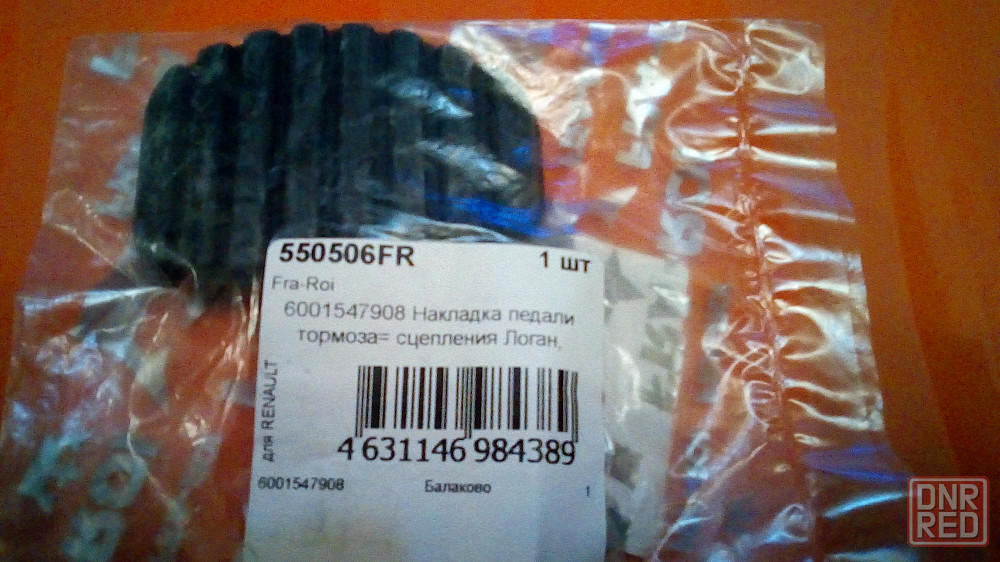 550506FR 1 шт
Fra-Roi
6001547908 Накладка педали
тормоза= сцепления Логан,
для RENAULT
4 631146 984389
6001547908 Балаково 1
DNR
RED